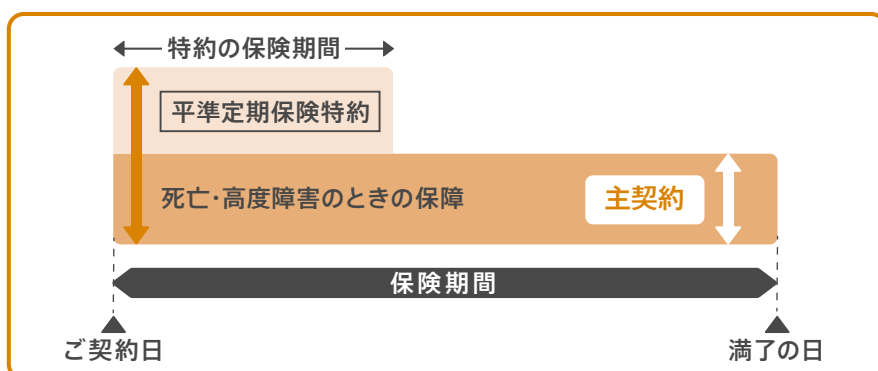 特約の保険期間
平準定期保険特約
死亡・高度障害のときの保障
主契約
保険期間
ご契約日
満了の日